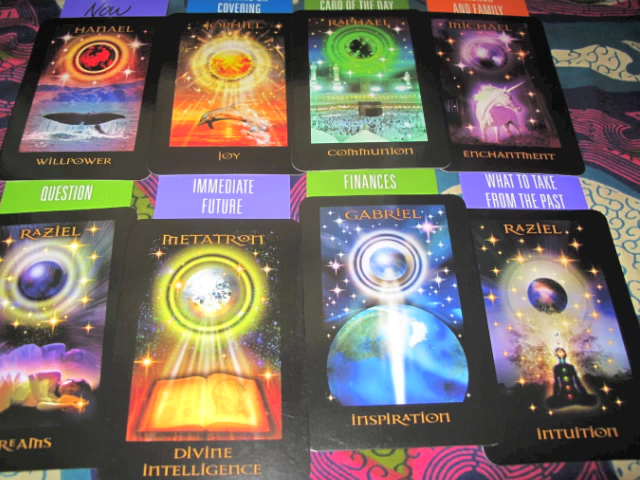 Now
COVERING
CARD OF THE DAY
AND FAMILY
HANAEL
WILLPOWER
JOPHIEL
JOY
RAPHAEL
COMMUNION
MICHAEL
ENCHANTMENT
QUESTION
IMMEDIATE
FUTURE
FINANCES
WHAT TO TAKE
FROM THE PAST
RAZIEL
REAMS
METATRON
DIVINE
INTELLIGENCE
GABRIEL
INSPIRATION
RAZIEL
INTUITION